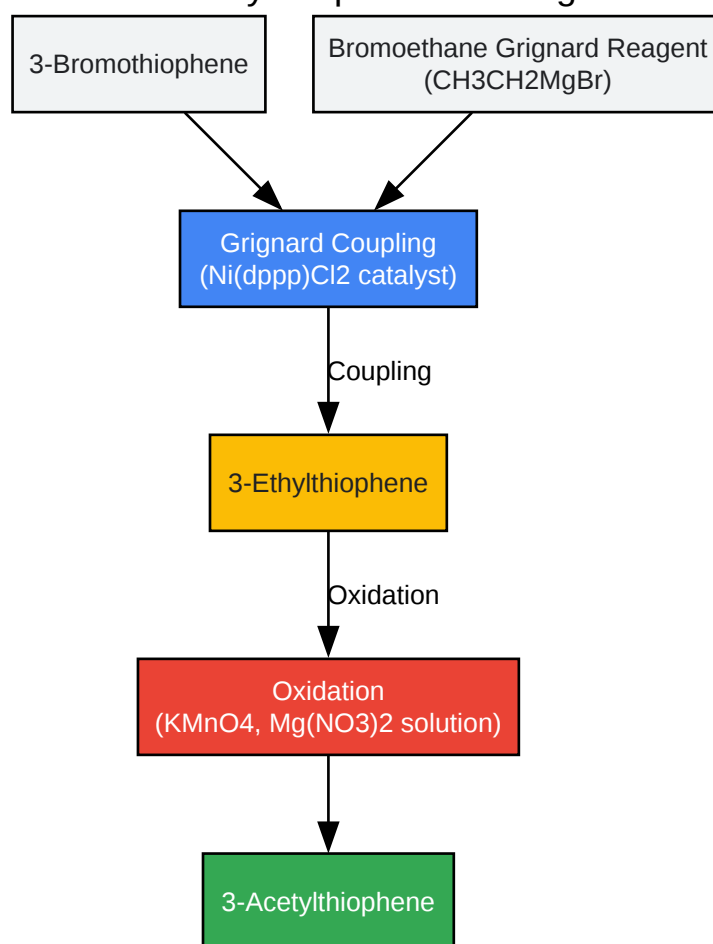 3-Bromothiophene
Bromoethane Grignard Reagent
(CH3CH2MgBr)
Grignard Coupling
(Ni(dppp)Cl2 catalyst)
Coupling
3-Ethylthiophene
Oxidation
Oxidation
(KMnO4, Mg(NO3)2 solution)
3-Acetylthiophene